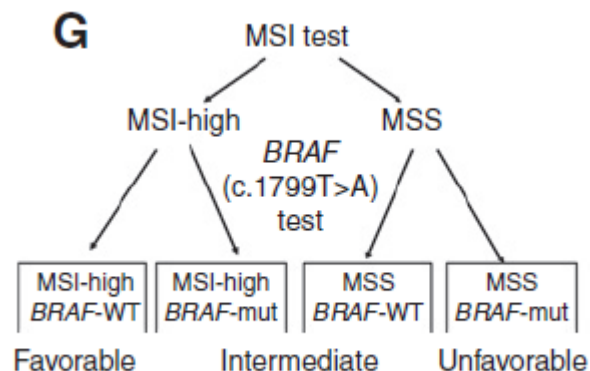 G
MSI test
MSI-high
MSS
BRAF
(c.1799T>A)
test
MSI-high
BRAF-WT
MSI-high
BRAF-mut
MSS
BRAF-WT
MSS
BRAF-mut
Favorable
Intermediate
Unfavorable